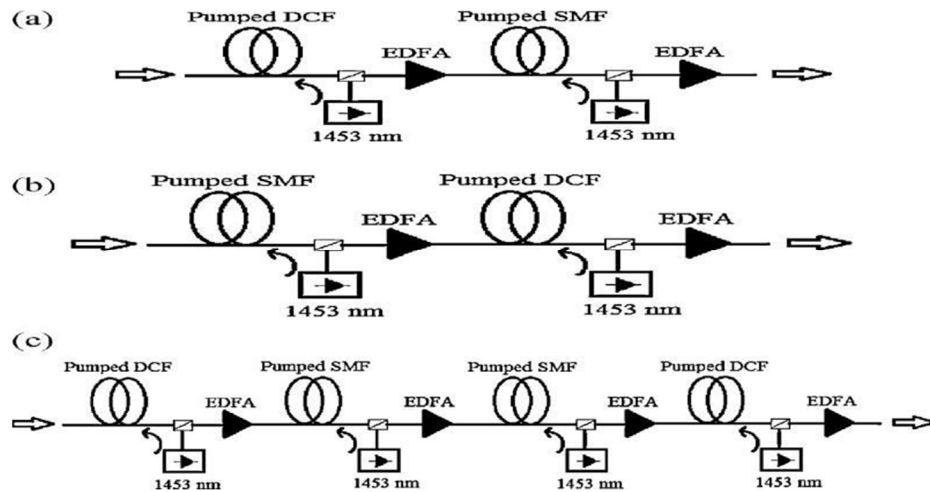 (a)
Pumped DCF
Pumped SMF
EDFA
EDFA
1453 nm
1453 nm
(b)
Pumped SMF
Pumped DCF
EDFA
EDFA
1453 nm
1453 nm
(c)
Pumped DCF
Pumped SMF
Pumped SMF
Pumped DCF
EDFA
EDFA
EDFA
EDFA
1453 nm
1453 nm
1453 nm
1453 nm